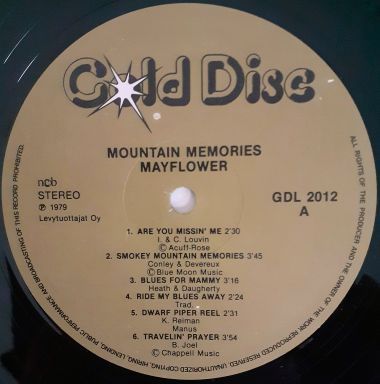 Gold Disc
MOUNTAIN MEMORIES
MAYFLOWER
ncb
STEREO
℗ 1979
Levytuottajat Oy
GDL 2012
A
1. ARE YOU MISSIN' ME 2'30
I. & C. Louvin
Ⓒ Acuff-Rose
2. SMOKEY MOUNTAIN MEMORIES 3'45
Conley & Devereux
Ⓒ Blue Moon Music
3. BLUES FOR MAMMY 3'16
Heath & Daugherty
4. RIDE MY BLUES AWAY 2'24
Trad.
5. DWARF PIPER REEL 2'31
K. Reiman
Manus
6. TRAVELIN' PRAYER 3'54
B. Joel
Ⓒ Chappell Music
ALL RIGHTS OF THE PRODUCER AND THE OWNER OF THE WORK REPRODUCED RESERVED. UNAUTHORIZED COPYING, HIRING, LENDING, PUBLIC PERFORMANCE AND BROADCASTING OF THIS RECORD PROHIBITED.